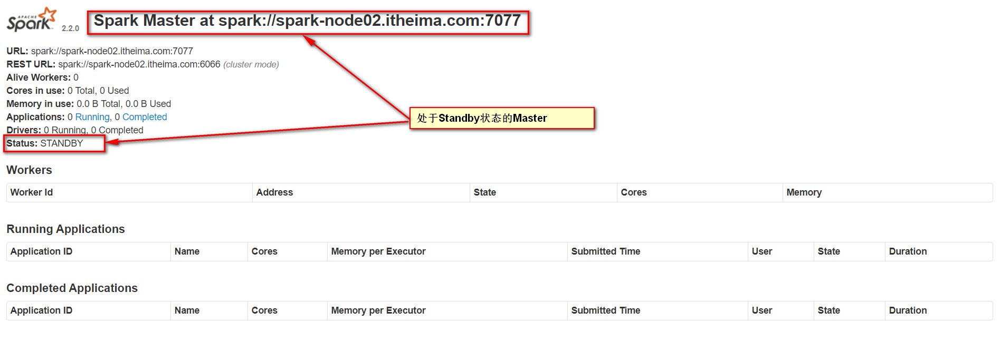 APACHE
Spark 2.2.0 Spark Master at spark://spark-node02.itheima.com:7077
URL: spark://spark-node02.itheima.com:7077
REST URL: spark://spark-node02.itheima.com:6066 (cluster mode)
Alive Workers: 0
Cores in use: 0 Total, 0 Used
Memory in use: 0.0 B Total, 0.0 B Used
Applications: 0 Running, 0 Completed
处于Standby状态的Master
Drivers: 0 Running, 0 Completed
Status: STANDBY
Workers
Worker Id Address State Cores Memory
Running Applications
Application ID Name Cores Memory per Executor Submitted Time User State Duration
Completed Applications
Application ID Name Cores Memory per Executor Submitted Time User State Duration